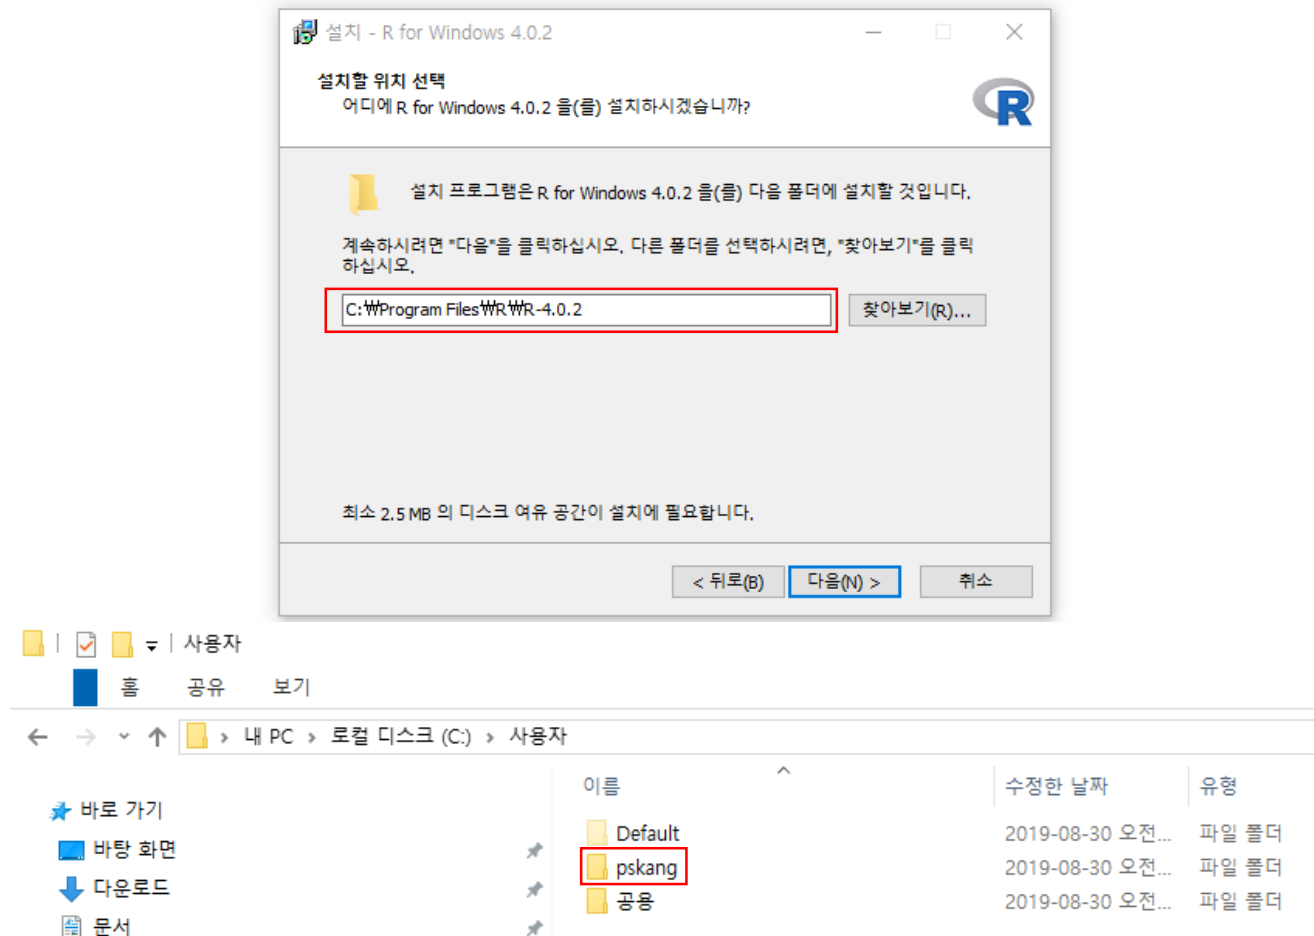 설치 - R for Windows 4.0.2
설치할 위치 선택
어디에 R for Windows 4.0.2 을(를) 설치하시겠습니까?
R
설치 프로그램은 R for Windows 4.0.2 을(를) 다음 폴더에 설치할 것입니다.
계속하시려면 "다음"을 클릭하십시오. 다른 폴더를 선택하시려면, "찾아보기"를 클릭
하십시오.
C:₩Program Files₩R₩R-4.0.2
찾아보기(R)...
최소 2.5 MB 의 디스크 여유 공간이 설치에 필요합니다.
< 뒤로(B) 다음(N) > 취소
사용자
홈 공유 보기
내 PC > 로컬 디스크 (C:) > 사용자
이름 수정한 날짜 유형
바로 가기
Default 2019-08-30 오전... 파일 폴더
바탕 화면
pskang 2019-08-30 오전... 파일 폴더
다운로드
공용 2019-08-30 오전... 파일 폴더
문서